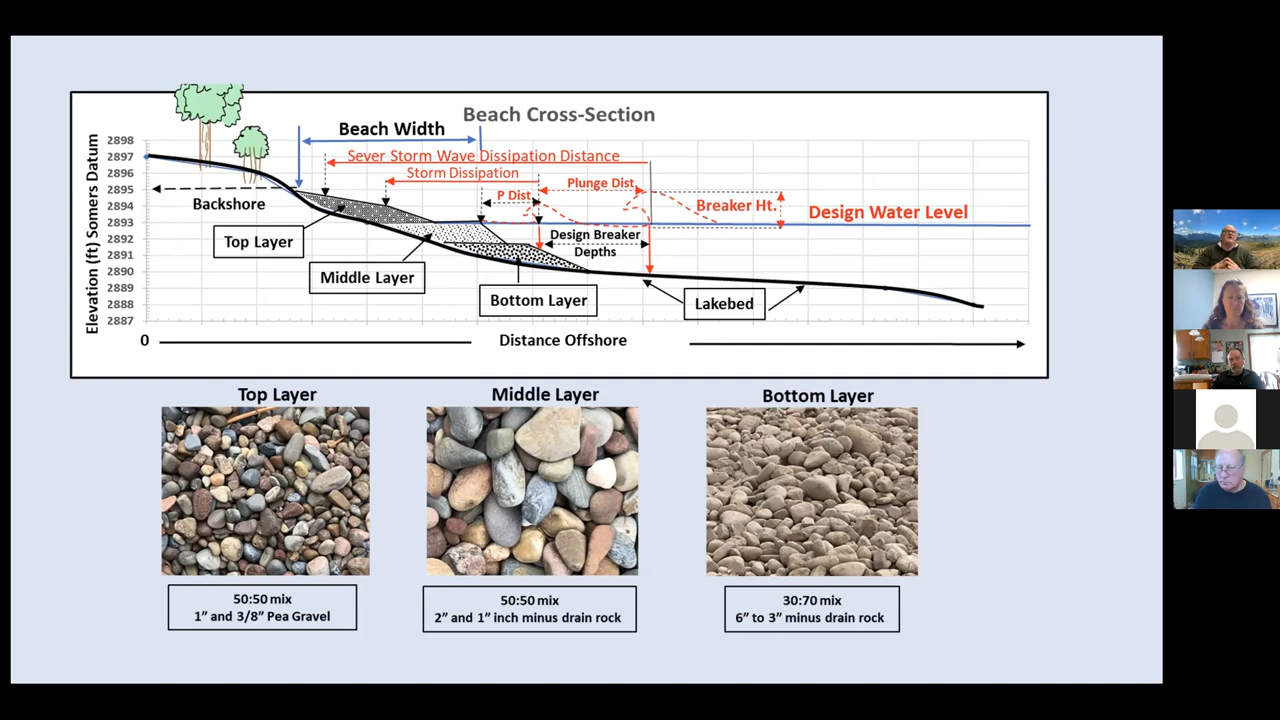 Beach Cross-Section
Beach Width
Sever Storm Wave Dissipation Distance
Storm Dissipation
P Dist
Plunge Dist
Breaker Ht.
Design Water Level
Design Breaker
Depths
Backshore
Top Layer
Middle Layer
Bottom Layer
Lakebed
Elevation (ft) Somers Datum
2898
2897
2896
2895
2894
2893
2892
2891
2890
2889
2888
2887
0
Distance Offshore
Top Layer
Middle Layer
Bottom Layer
50:50 mix
1” and 3/8” Pea Gravel
50:50 mix
2” and 1” inch minus drain rock
30:70 mix
6” to 3” minus drain rock